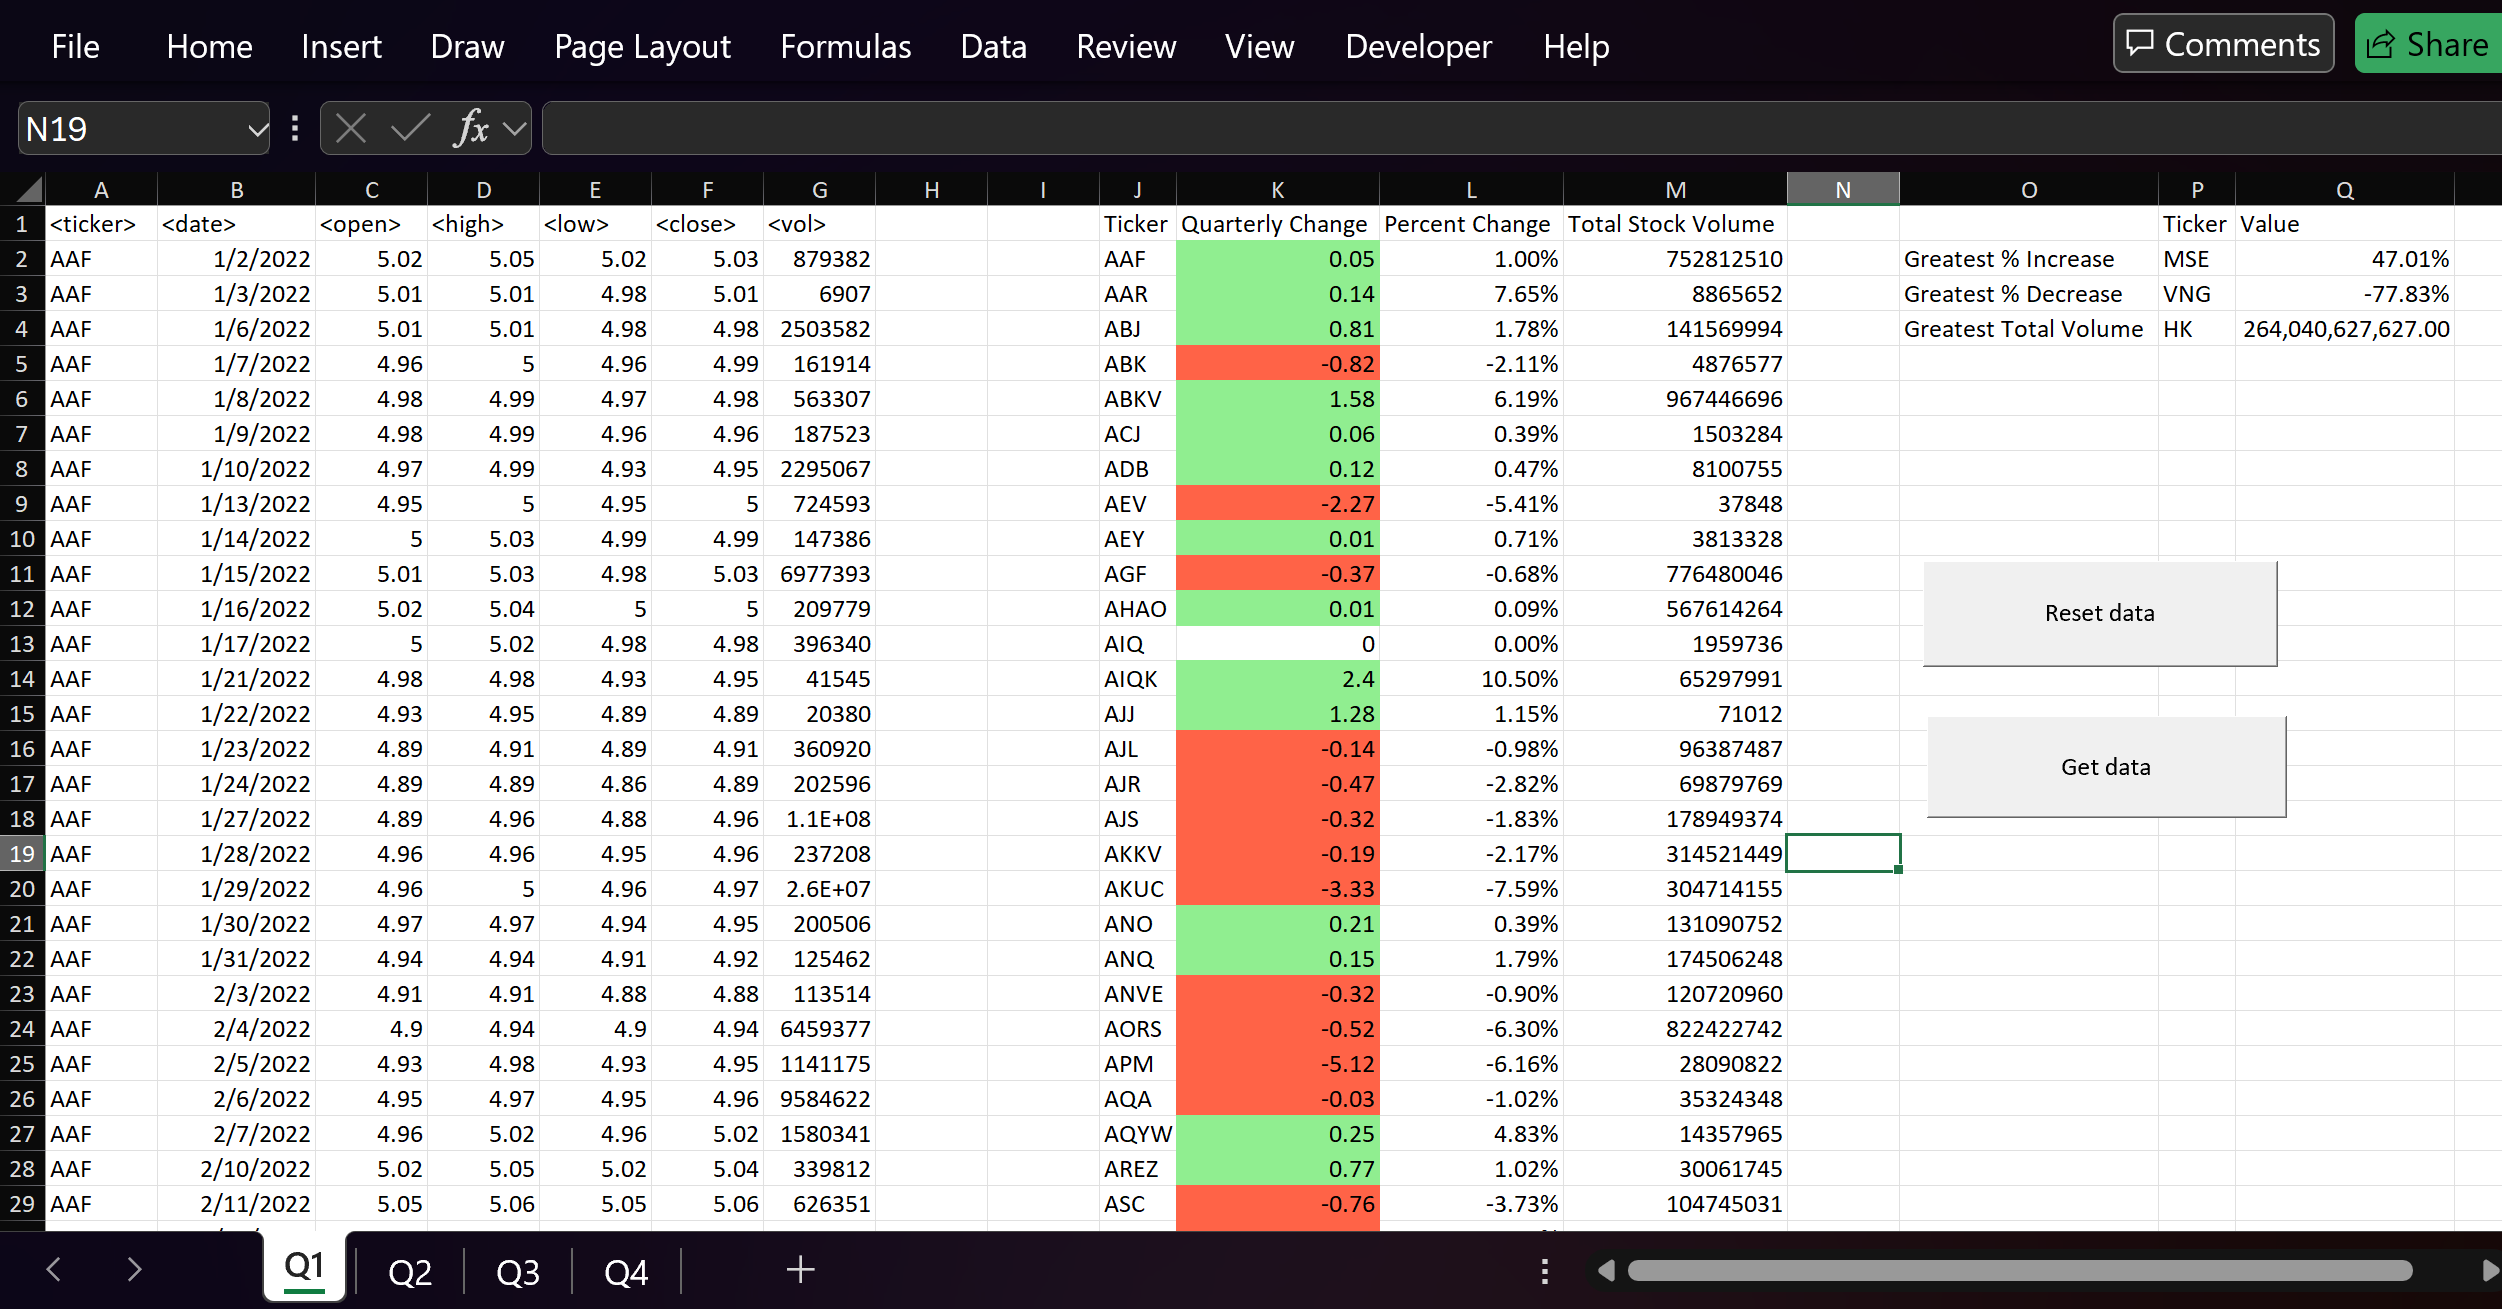 File Home Insert Draw Page Layout Formulas Data Review View Developer Help Comments Share
N19 fx
A B C D E F G H I J K L M N O P Q
1 <ticker> <date> <open> <high> <low> <close> <vol> Ticker Quarterly Change Percent Change Total Stock Volume Ticker Value
2 AAF 1/2/2022 5.02 5.05 5.02 5.03 879382 AAF 0.05 1.00% 752812510 Greatest % Increase MSE 47.01%
3 AAF 1/3/2022 5.01 5.01 4.98 5.01 6907 AAR 0.14 7.65% 8865652 Greatest % Decrease VNG -77.83%
4 AAF 1/6/2022 5.01 5.01 4.98 4.98 2503582 ABJ 0.81 1.78% 141569994 Greatest Total Volume HK 264,040,627,627.00
5 AAF 1/7/2022 4.96 5 4.96 4.99 161914 ABK -0.82 -2.11% 4876577
6 AAF 1/8/2022 4.98 4.99 4.97 4.98 563307 ABKV 1.58 6.19% 967446696
7 AAF 1/9/2022 4.98 4.99 4.96 4.96 187523 ACJ 0.06 0.39% 1503284
8 AAF 1/10/2022 4.97 4.99 4.93 4.95 2295067 ADB 0.12 0.47% 8100755
9 AAF 1/13/2022 4.95 5 4.95 5 724593 AEV -2.27 -5.41% 37848
10 AAF 1/14/2022 5 5.03 4.99 4.99 147386 AEY 0.01 0.71% 3813328
11 AAF 1/15/2022 5.01 5.03 4.98 5.03 6977393 AGF -0.37 -0.68% 776480046
12 AAF 1/16/2022 5.02 5.04 5 5 209779 AHAO 0.01 0.09% 567614264 Reset data
13 AAF 1/17/2022 5 5.02 4.98 4.98 396340 AIQ 0 0.00% 1959736
14 AAF 1/21/2022 4.98 4.98 4.93 4.95 41545 AIQK 2.4 10.50% 65297991
15 AAF 1/22/2022 4.93 4.95 4.89 4.89 20380 AJJ 1.28 1.15% 71012
16 AAF 1/23/2022 4.89 4.91 4.89 4.91 360920 AJL -0.14 -0.98% 96387487 Get data
17 AAF 1/24/2022 4.89 4.89 4.86 4.89 202596 AJR -0.47 -2.82% 69879769
18 AAF 1/27/2022 4.89 4.96 4.88 4.96 1.1E+08 AJS -0.32 -1.83% 178949374
19 AAF 1/28/2022 4.96 4.96 4.95 4.96 237208 AKKV -0.19 -2.17% 314521449
20 AAF 1/29/2022 4.96 5 4.96 4.97 2.6E+07 AKUC -3.33 -7.59% 304714155
21 AAF 1/30/2022 4.97 4.97 4.94 4.95 200506 ANO 0.21 0.39% 131090752
22 AAF 1/31/2022 4.94 4.94 4.91 4.92 125462 ANQ 0.15 1.79% 174506248
23 AAF 2/3/2022 4.91 4.91 4.88 4.88 113514 ANVE -0.32 -0.90% 120720960
24 AAF 2/4/2022 4.9 4.94 4.9 4.94 6459377 AORS -0.52 -6.30% 822422742
25 AAF 2/5/2022 4.93 4.98 4.93 4.95 1141175 APM -5.12 -6.16% 28090822
26 AAF 2/6/2022 4.95 4.97 4.95 4.96 9584622 AQA -0.03 -1.02% 35324348
27 AAF 2/7/2022 4.96 5.02 4.96 5.02 1580341 AQYW 0.25 4.83% 14357965
28 AAF 2/10/2022 5.02 5.05 5.02 5.04 339812 AREZ 0.77 1.02% 30061745
29 AAF 2/11/2022 5.05 5.06 5.05 5.06 626351 ASC -0.76 -3.73% 104745031
Q1 Q2 Q3 Q4